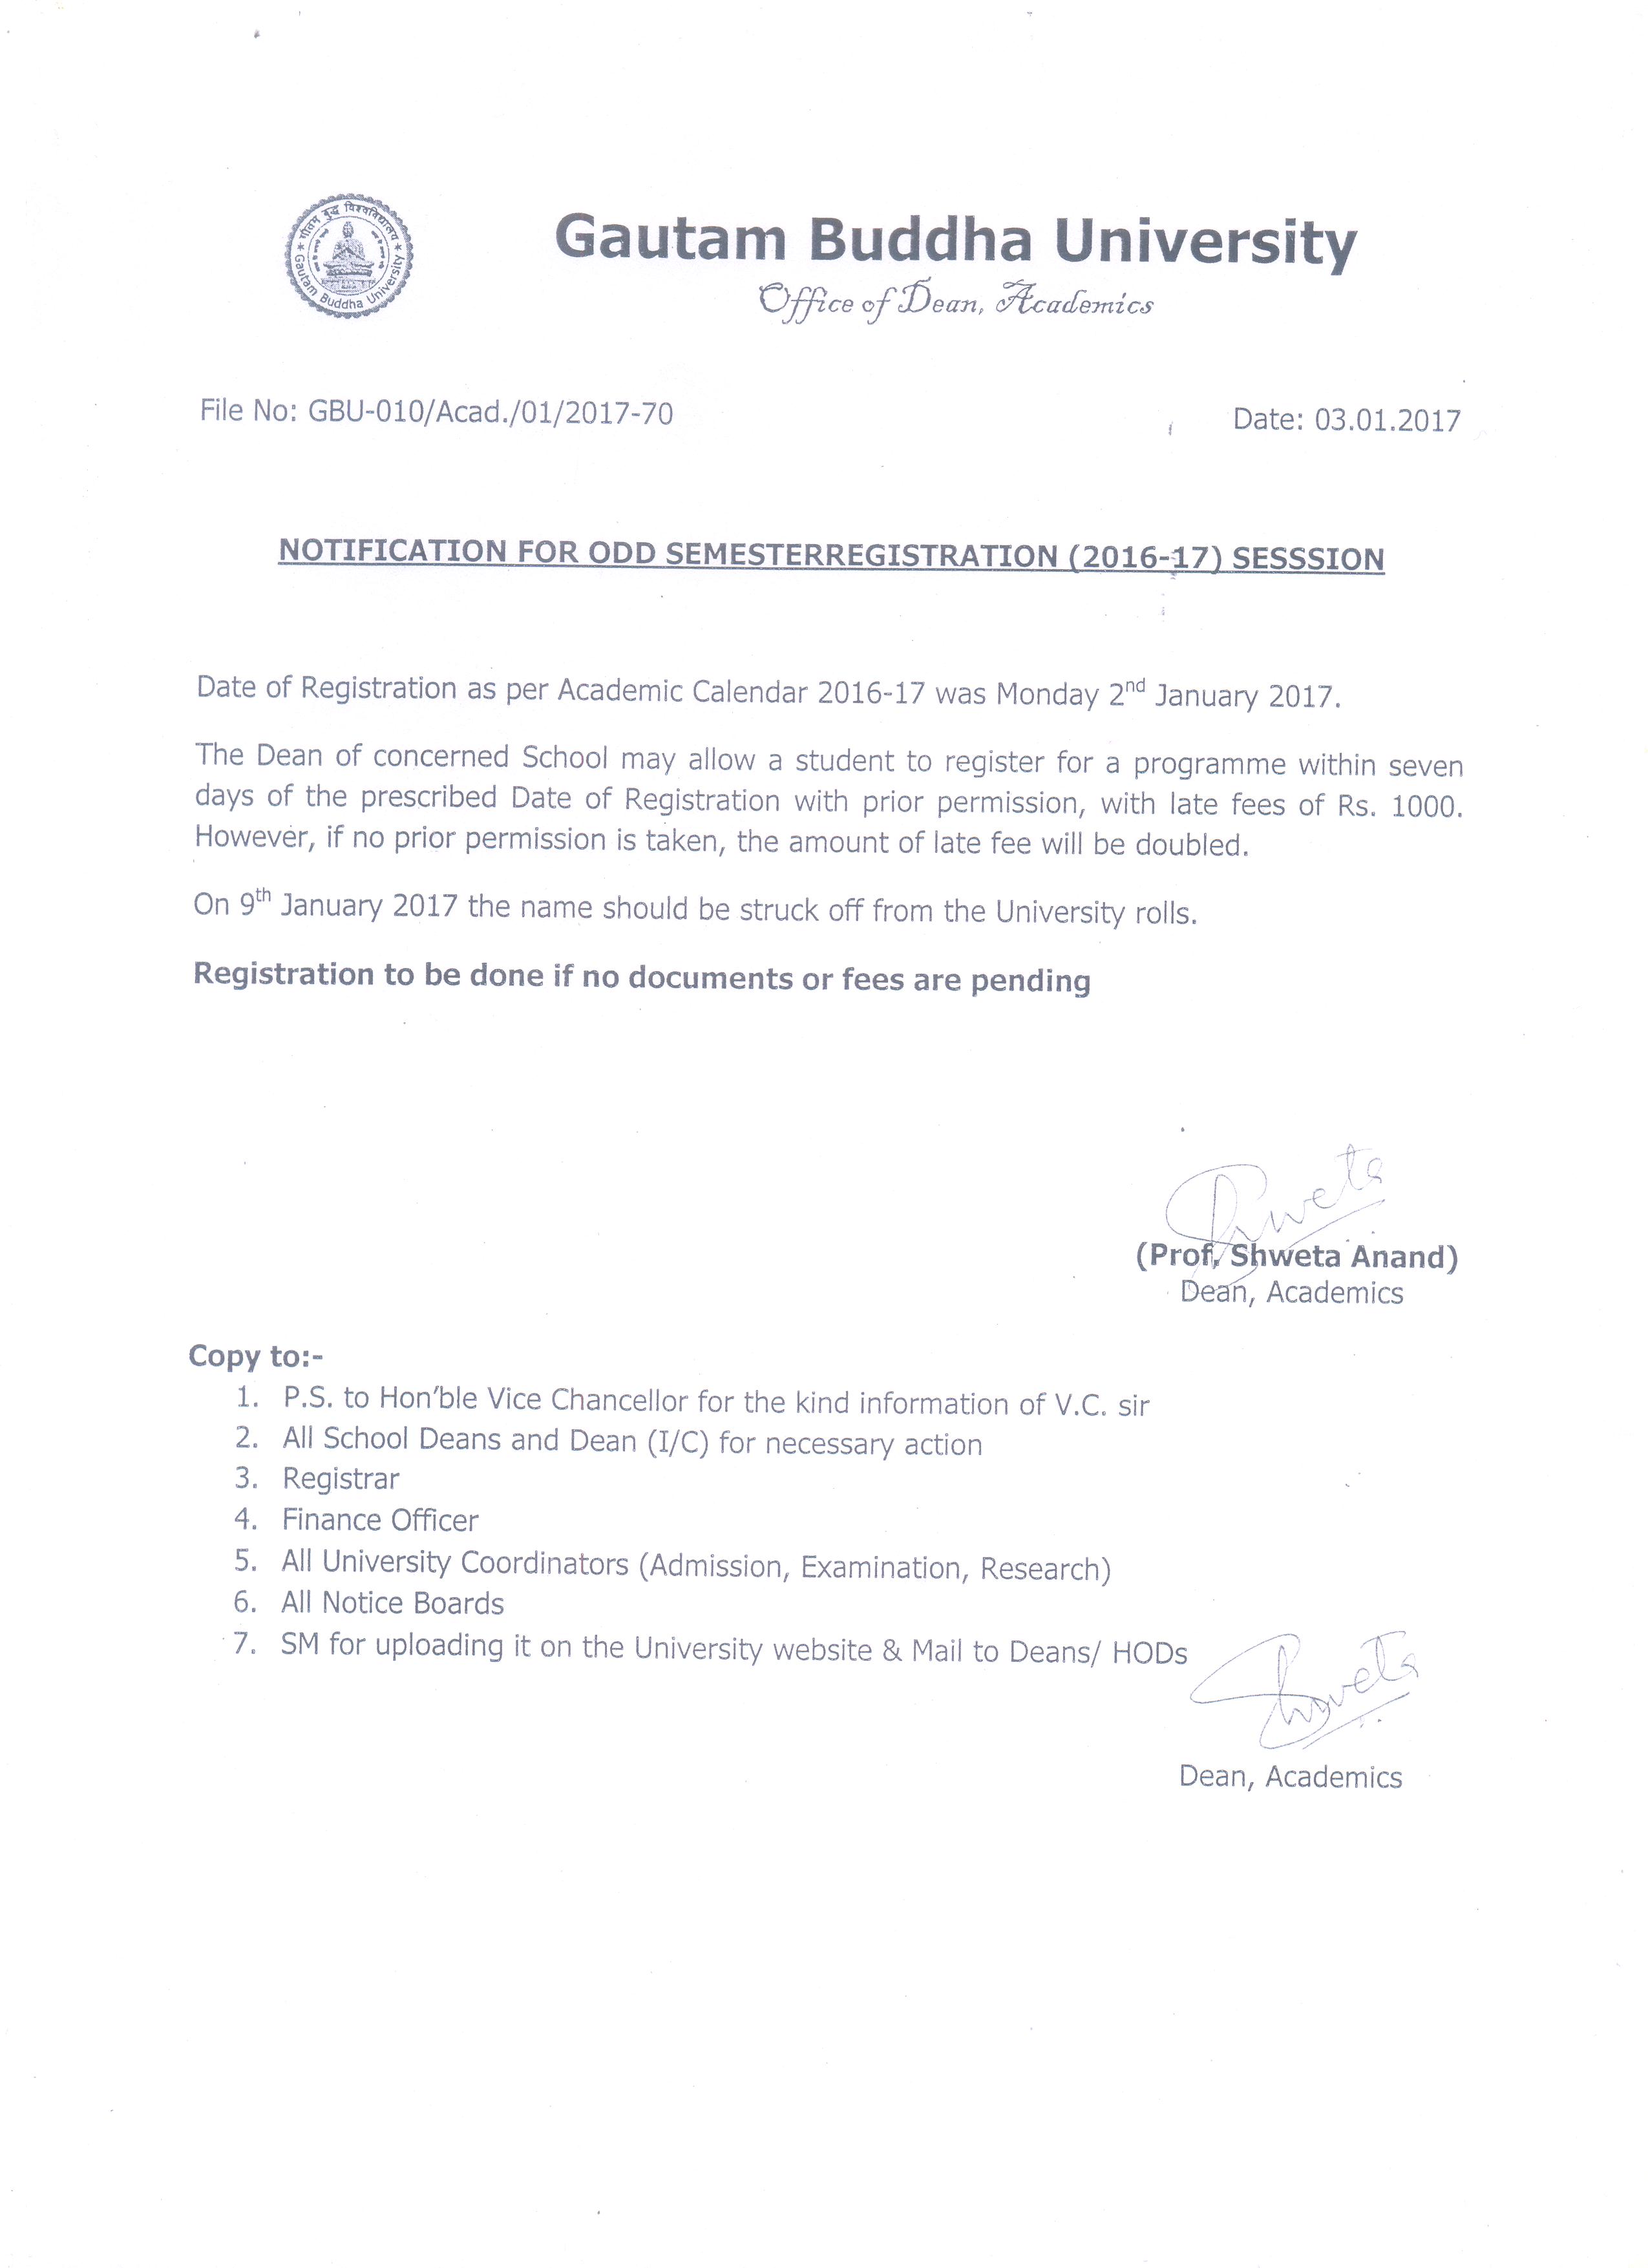 गौतम बुद्ध विश्वविद्यालय
Gautam Buddha University
Gautam Buddha University
Office of Dean, Academics
File No: GBU-010/Acad./01/2017-70
Date: 03.01.2017
NOTIFICATION FOR ODD SEMESTERREGISTRATION (2016-17) SESSSION
Date of Registration as per Academic Calendar 2016-17 was Monday 2nd January 2017.
The Dean of concerned School may allow a student to register for a programme within seven
days of the prescribed Date of Registration with prior permission, with late fees of Rs. 1000.
However, if no prior permission is taken, the amount of late fee will be doubled.
On 9th January 2017 the name should be struck off from the University rolls.
Registration to be done if no documents or fees are pending
Shweta
(Prof. Shweta Anand)
Dean, Academics
Copy to:-
1. P.S. to Hon'ble Vice Chancellor for the kind information of V.C. sir
2. All School Deans and Dean (I/C) for necessary action
3. Registrar
4. Finance Officer
5. All University Coordinators (Admission, Examination, Research)
6. All Notice Boards
7. SM for uploading it on the University website & Mail to Deans/ HODs
Shweta
Dean, Academics